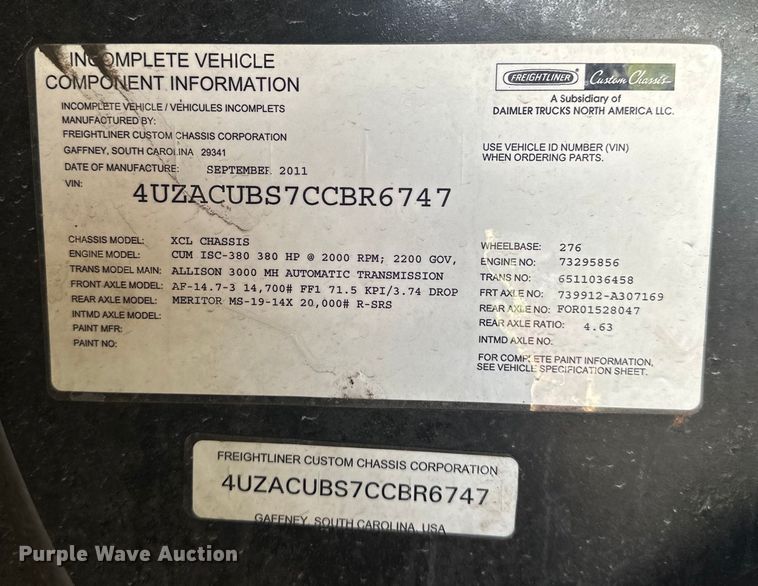 INCOMPLETE VEHICLE
COMPONENT INFORMATION
INCOMPLETE VEHICLE / VÉHICULES INCOMPLETS
MANUFACTURED BY:
FREIGHTLINER CUSTOM CHASSIS CORPORATION
GAFFNEY, SOUTH CAROLINA 29341
DATE OF MANUFACTURE: SEPTEMBER 2011
VIN:
4UZACUBS7CCBR6747
FREIGHTLINER Custom Chassis
A Subsidiary of
DAIMLER TRUCKS NORTH AMERICA LLC.
USE VEHICLE ID NUMBER (VIN)
WHEN ORDERING PARTS.
CHASSIS MODEL: XCL CHASSIS
ENGINE MODEL: CUM ISC-380 380 HP @ 2000 RPM; 2200 GOV,
TRANS MODEL MAIN: ALLISON 3000 MH AUTOMATIC TRANSMISSION
FRONT AXLE MODEL: AF-14.7-3 14,700# FF1 71.5 KPI/3.74 DROP
REAR AXLE MODEL: MERITOR MS-19-14X 20,000# R-SRS
INTMD AXLE MODEL:
PAINT MFR:
PAINT NO:
WHEELBASE: 276
ENGINE NO: 73295856
TRANS NO: 6511036458
FRT AXLE NO: 739912-A307169
REAR AXLE NO: FOR01528047
REAR AXLE RATIO: 4.63
INTMD AXLE NO:
FOR COMPLETE PAINT INFORMATION,
SEE VEHICLE SPECIFICATION SHEET.
FREIGHTLINER CUSTOM CHASSIS CORPORATION
4UZACUBS7CCBR6747
GAFFNEY, SOUTH CAROLINA, USA
Purple Wave Auction